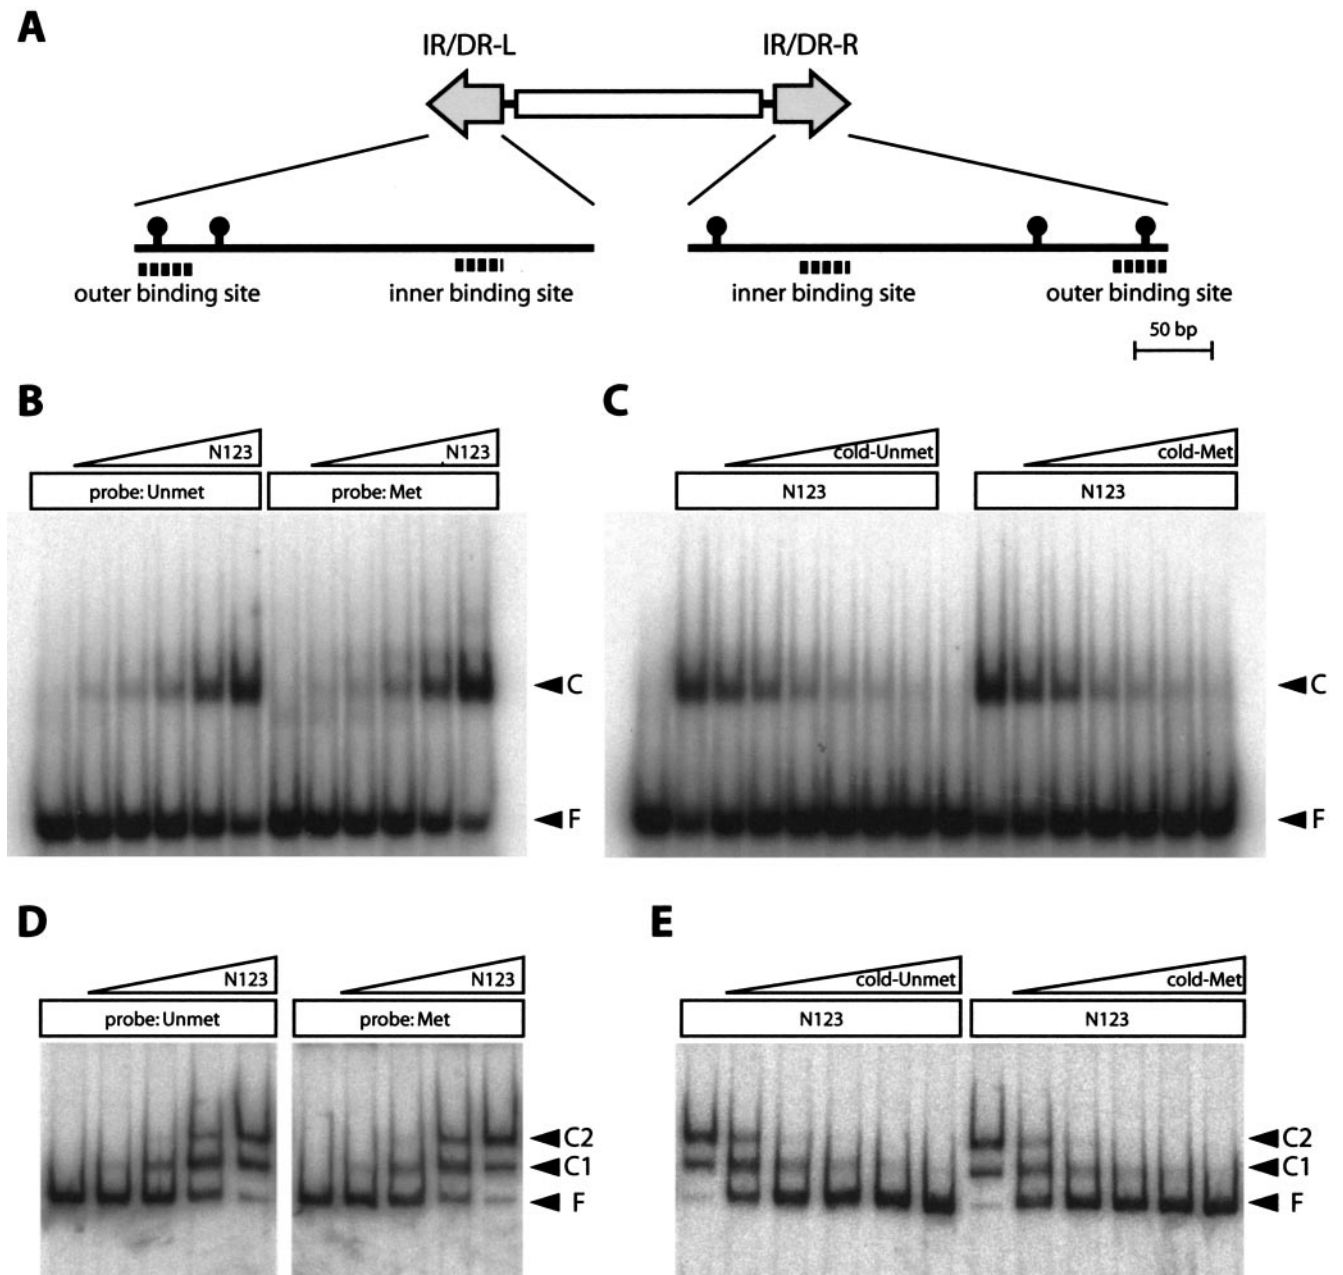 A
IR/DR-L IR/DR-R
outer binding site inner binding site inner binding site outer binding site
50 bp
B C
N123 N123 cold-Unmet cold-Met
probe: Unmet probe: Met N123 N123
C C
F F
D E
N123 N123 cold-Unmet cold-Met
probe: Unmet probe: Met N123 N123
C2 C2
C1 C1
F F